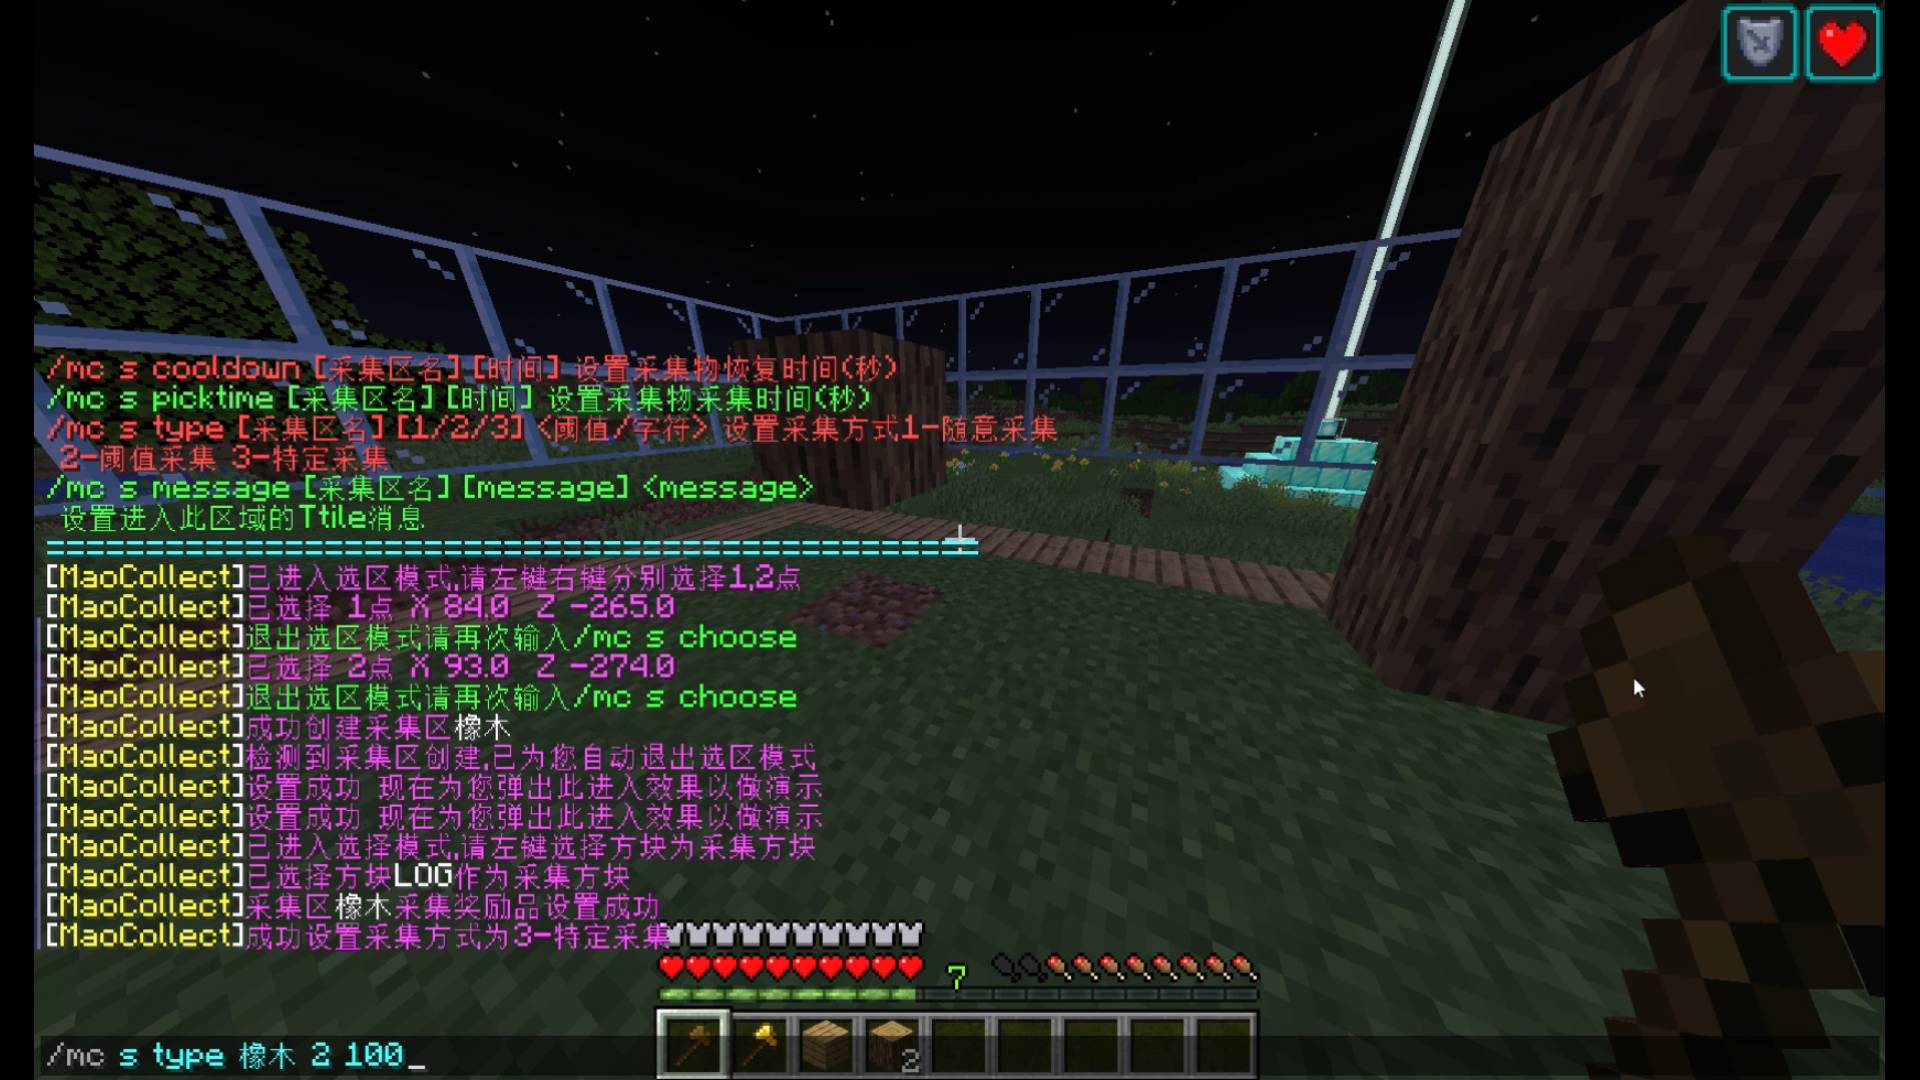 /mc s cooldown [采集区名] [时间] 设置采集物恢复时间(秒)
/mc s picktime [采集区名] [时间] 设置采集物采集时间(秒)
/mc s type [采集区名] [1/2/3] <阈值/字符> 设置采集方式1-随意采集
2-阈值采集 3-特定采集
/mc s message [采集区名] [message] <message>
设置进入此区域的Ttile消息
===============================================
[MaoCollect]已进入选区模式,请左键右键分别选择1,2点
[MaoCollect]已选择 1点 X 84.0 Z -265.0
[MaoCollect]退出选区模式请再次输入/mc s choose
[MaoCollect]已选择 2点 X 93.0 Z -274.0
[MaoCollect]退出选区模式请再次输入/mc s choose
[MaoCollect]成功创建采集区橡木
[MaoCollect]检测到采集区创建,已为您自动退出选区模式
[MaoCollect]设置成功 现在为您弹出此进入效果以做演示
[MaoCollect]设置成功 现在为您弹出此进入效果以做演示
[MaoCollect]已进入选择模式,请左键选择方块为采集方块
[MaoCollect]已选择方块LOG作为采集方块
[MaoCollect]采集区橡木采集奖励品设置成功
[MaoCollect]成功设置采集方式为3-特定采集
7
2
/mc s type 橡木 2 100_